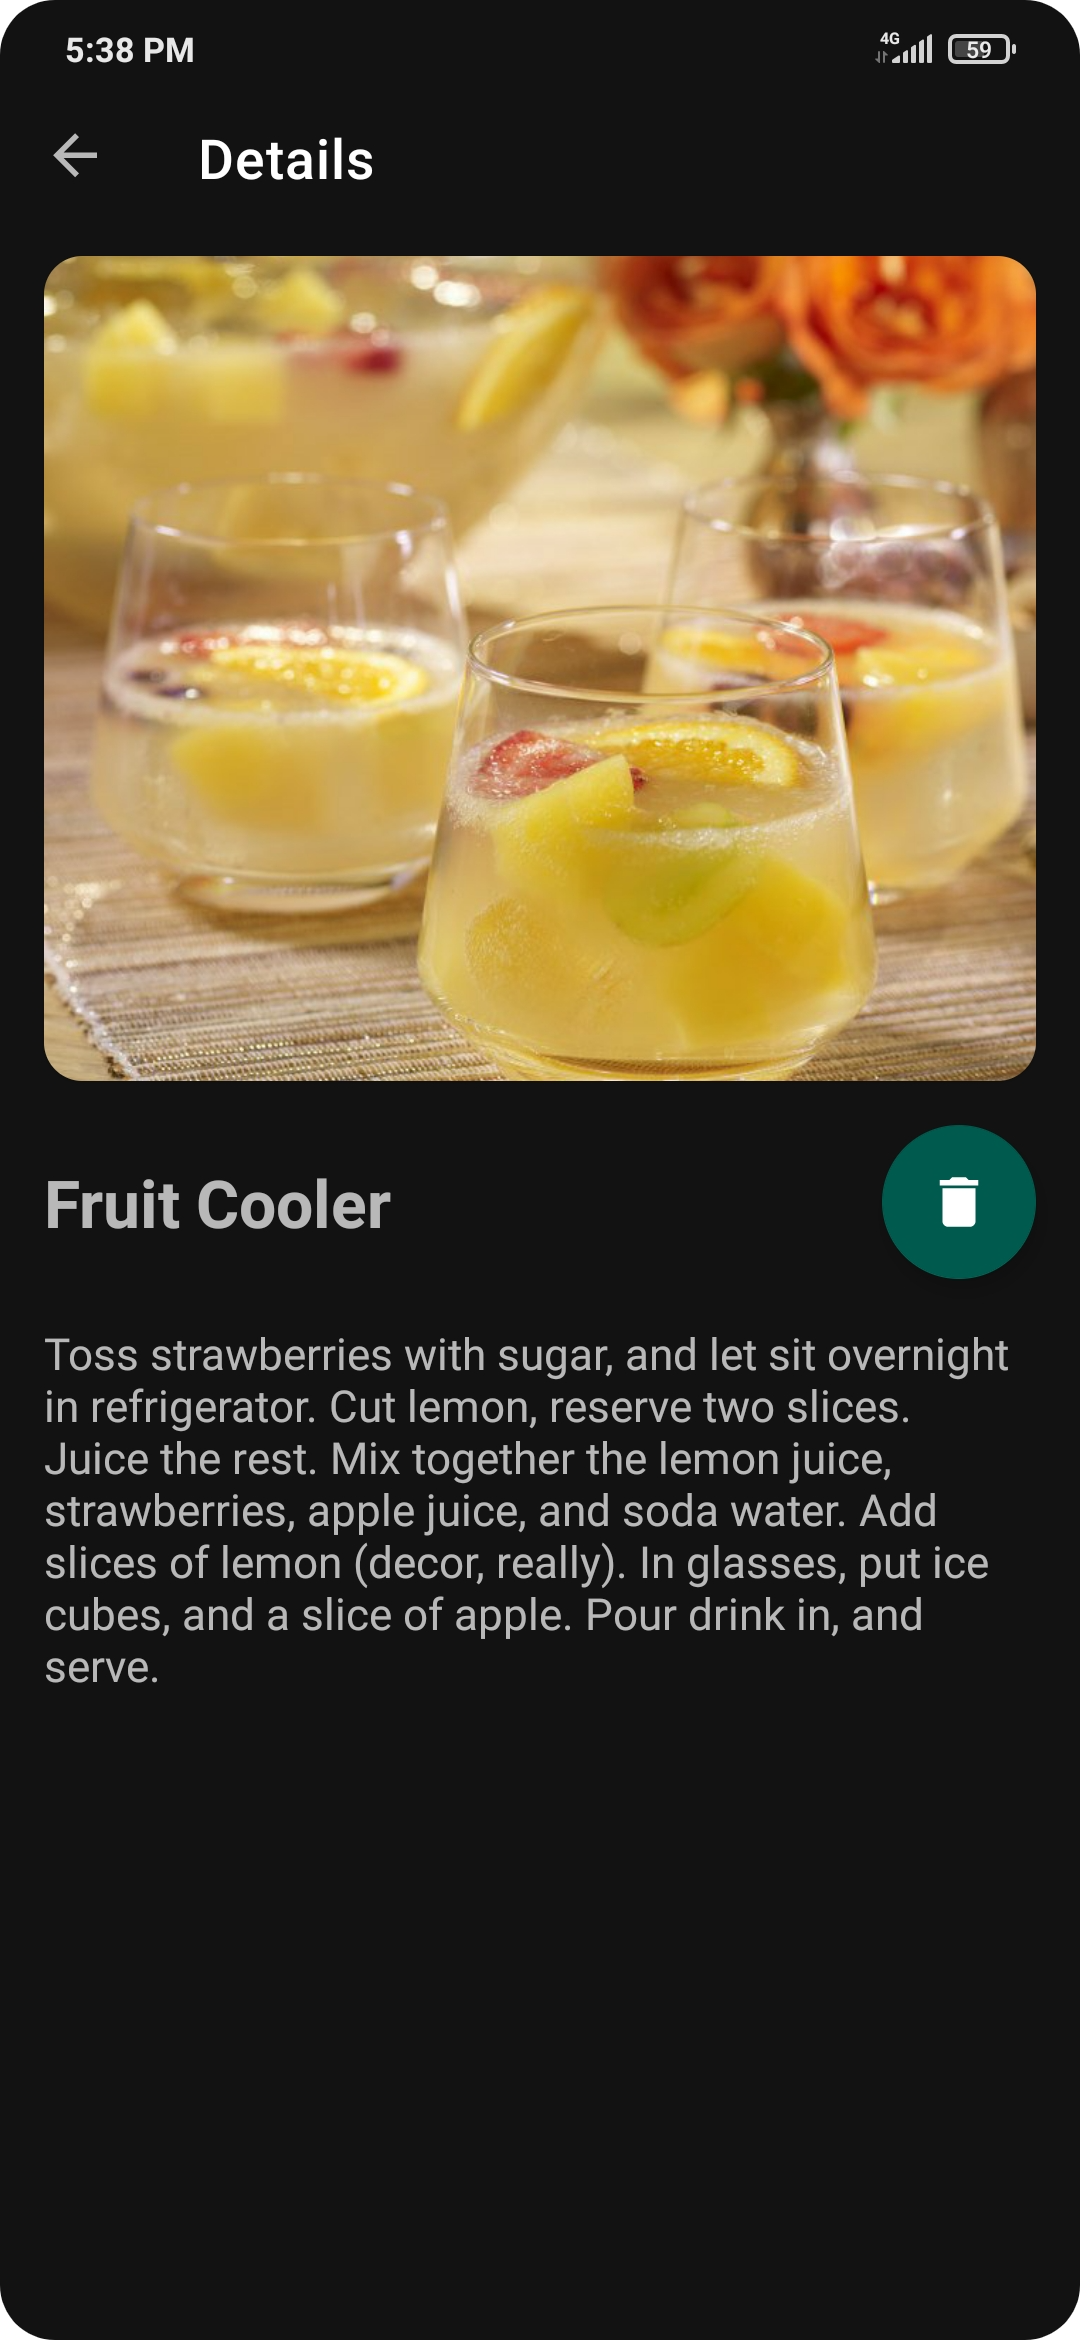 5:38 PM
4G
59
Details
Fruit Cooler
Toss strawberries with sugar, and let sit overnight
in refrigerator. Cut lemon, reserve two slices.
Juice the rest. Mix together the lemon juice,
strawberries, apple juice, and soda water. Add
slices of lemon (decor, really). In glasses, put ice
cubes, and a slice of apple. Pour drink in, and
serve.